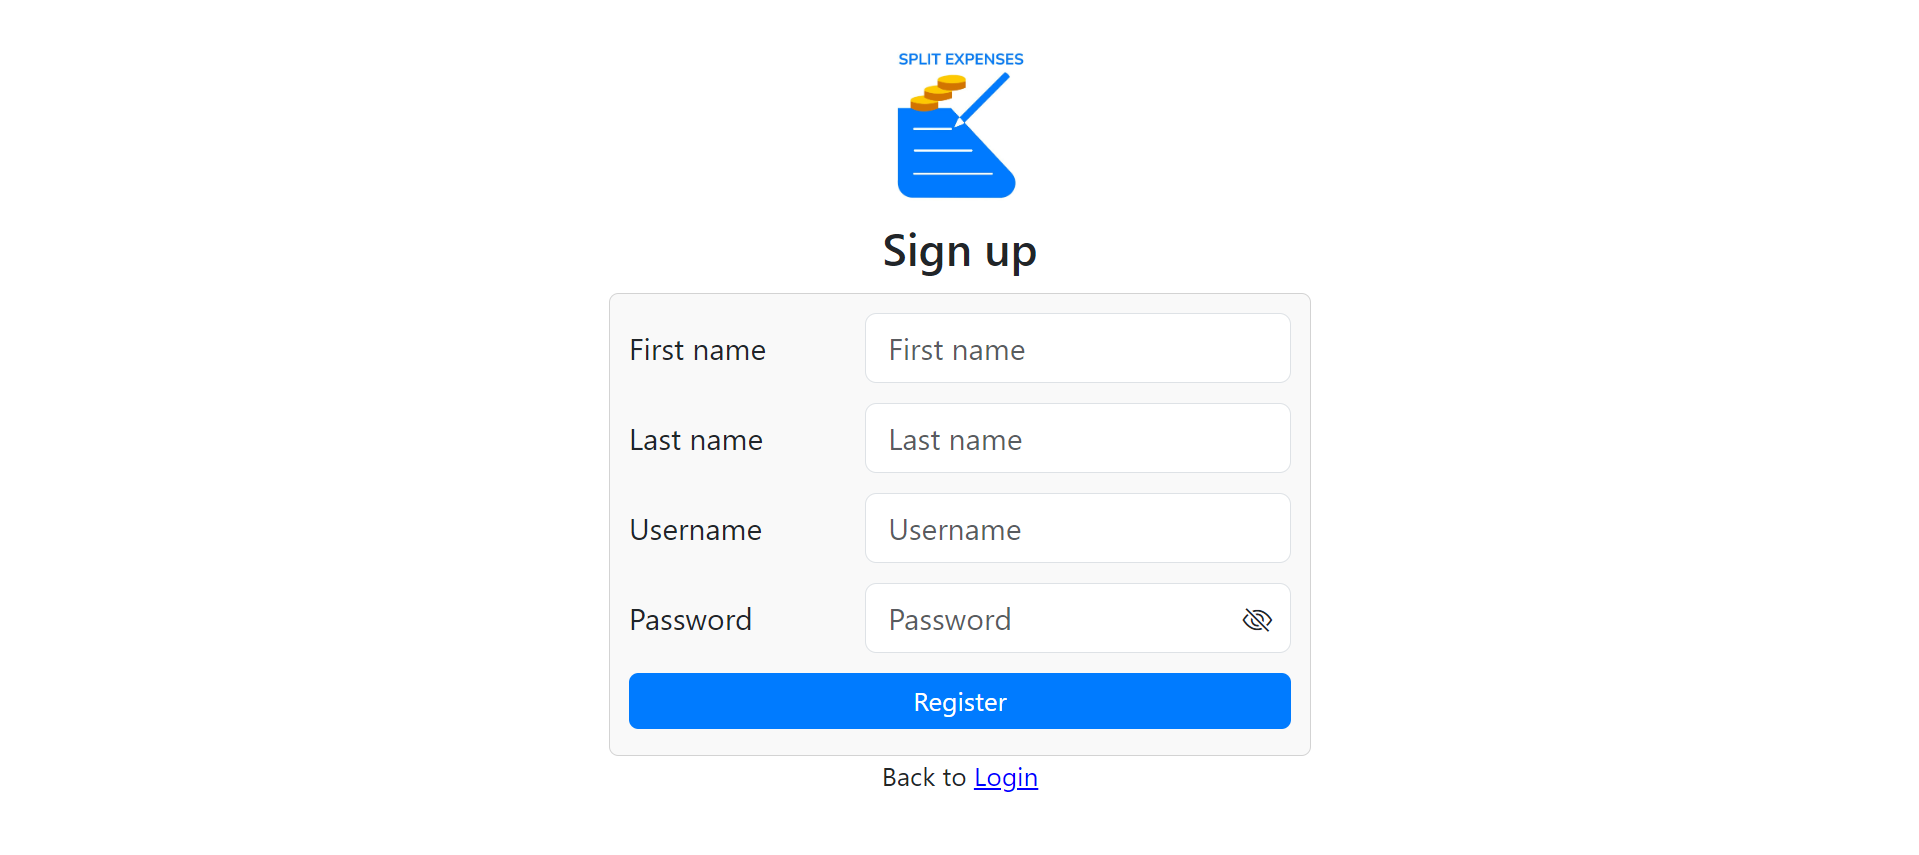 SPLIT EXPENSES
Sign up
First name First name
Last name Last name
Username Username
Password Password
Register
Back to Login